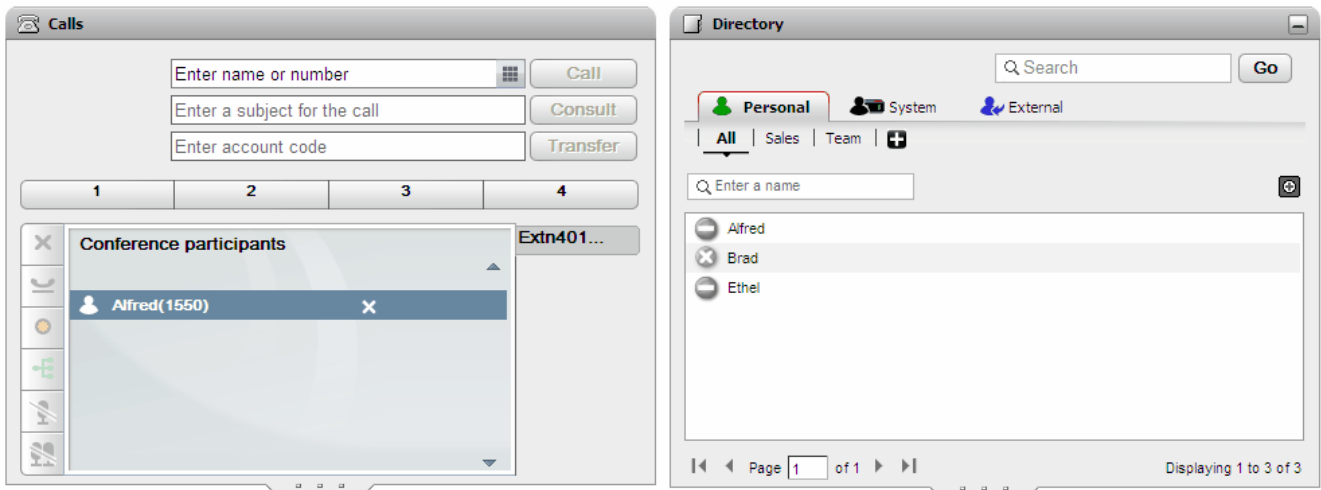 Calls
Enter name or number
Call
Enter a subject for the call
Consult
Enter account code
Transfer
1 2 3 4
Conference participants
Extn401...
Alfred(1550)
Directory
Search
Go
Personal System External
All Sales Team
Enter a name
Alfred
Brad
Ethel
Page 1 of 1
Displaying 1 to 3 of 3